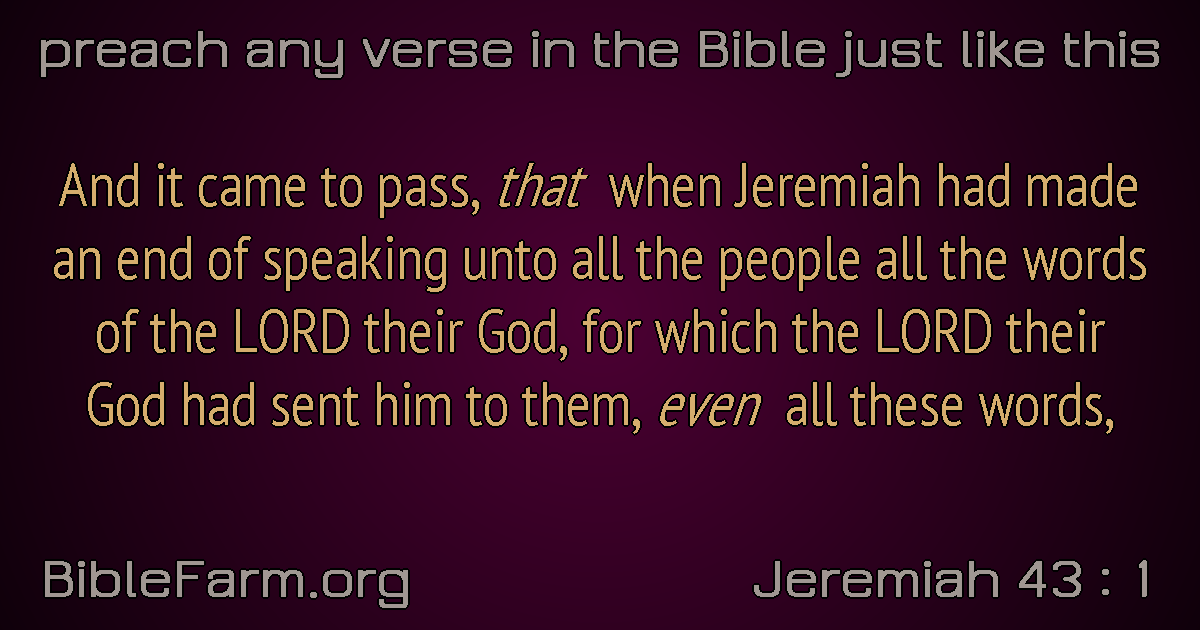 preach any verse in the Bible just like this
And it came to pass, that when Jeremiah had made
an end of speaking unto all the people all the words
of the LORD their God, for which the LORD their
God had sent him to them, even all these words,
BibleFarm.org
Jeremiah 43 : 1